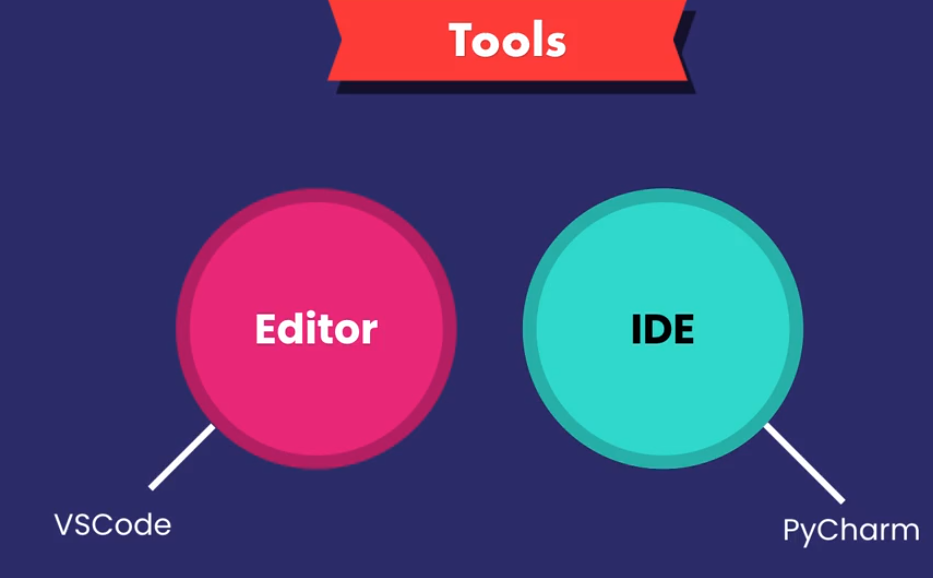 Tools
Editor
IDE
VSCode
PyCharm